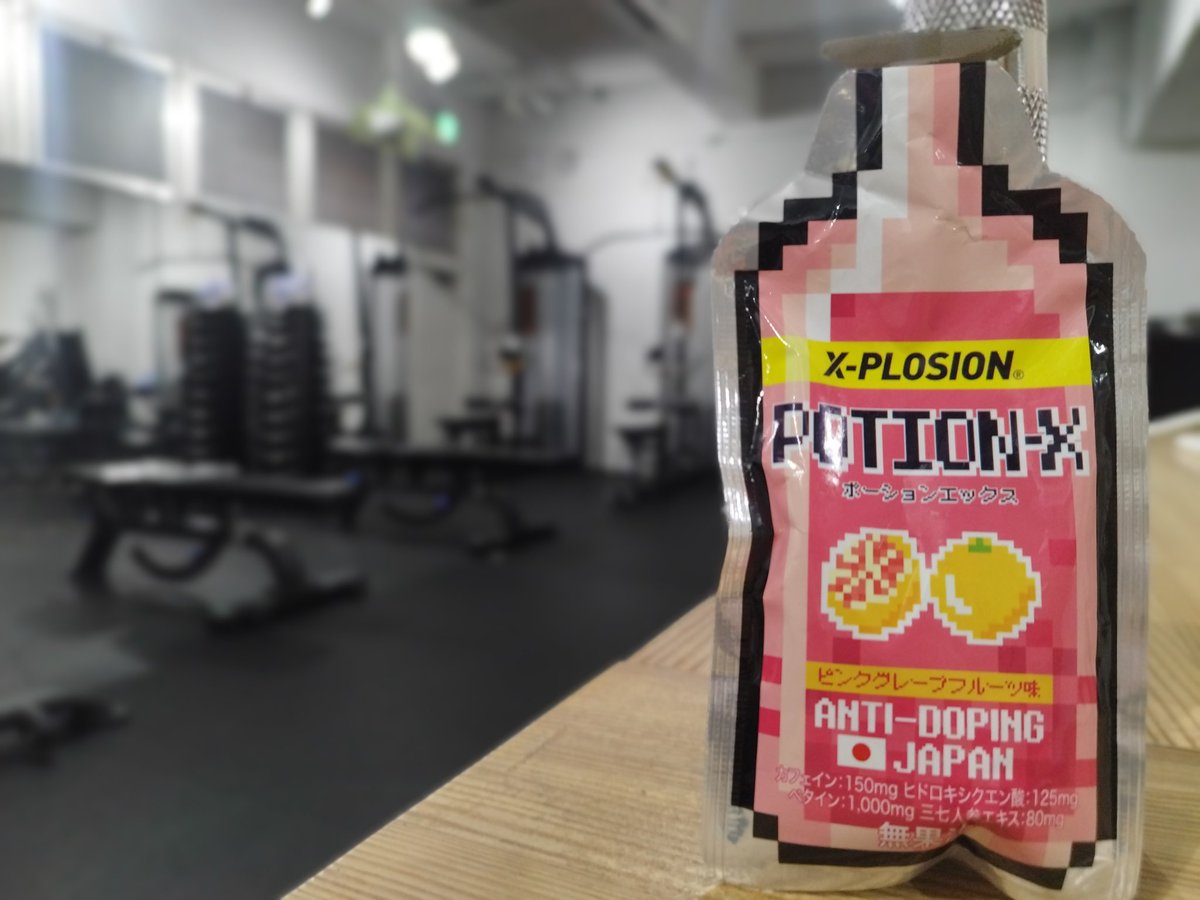 X-PLOSION®
POTION-X
ポーションエックス
ピンクグレープフルーツ味
ANTI-DOPING
JAPAN
カフェイン:150mg ヒドロキシクエン酸:125mg
ベタイン:1,000mg 三七人参エキス:80mg